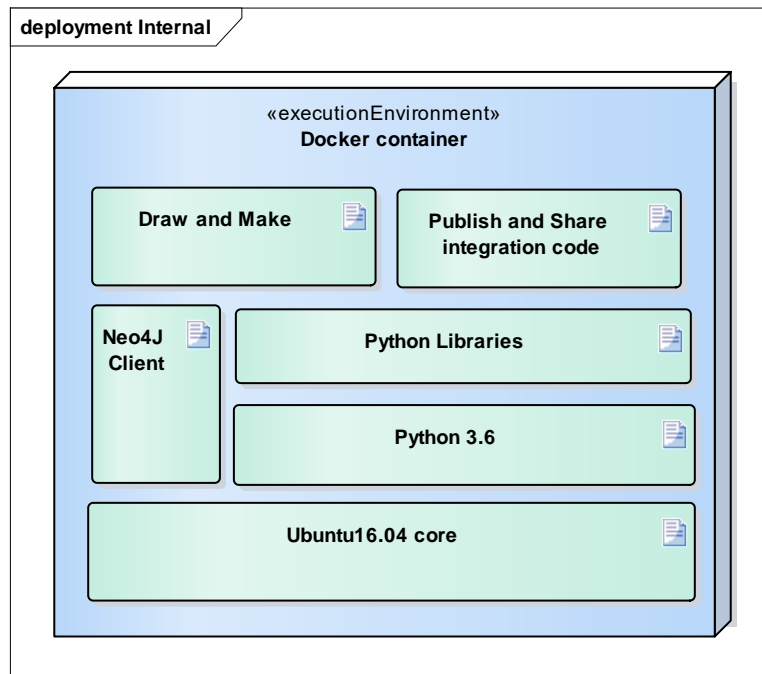 deployment Internal
«executionEnvironment»
Docker container
Draw and Make
Publish and Share
integration code
Neo4J
Client
Python Libraries
Python 3.6
Ubuntu16.04 core